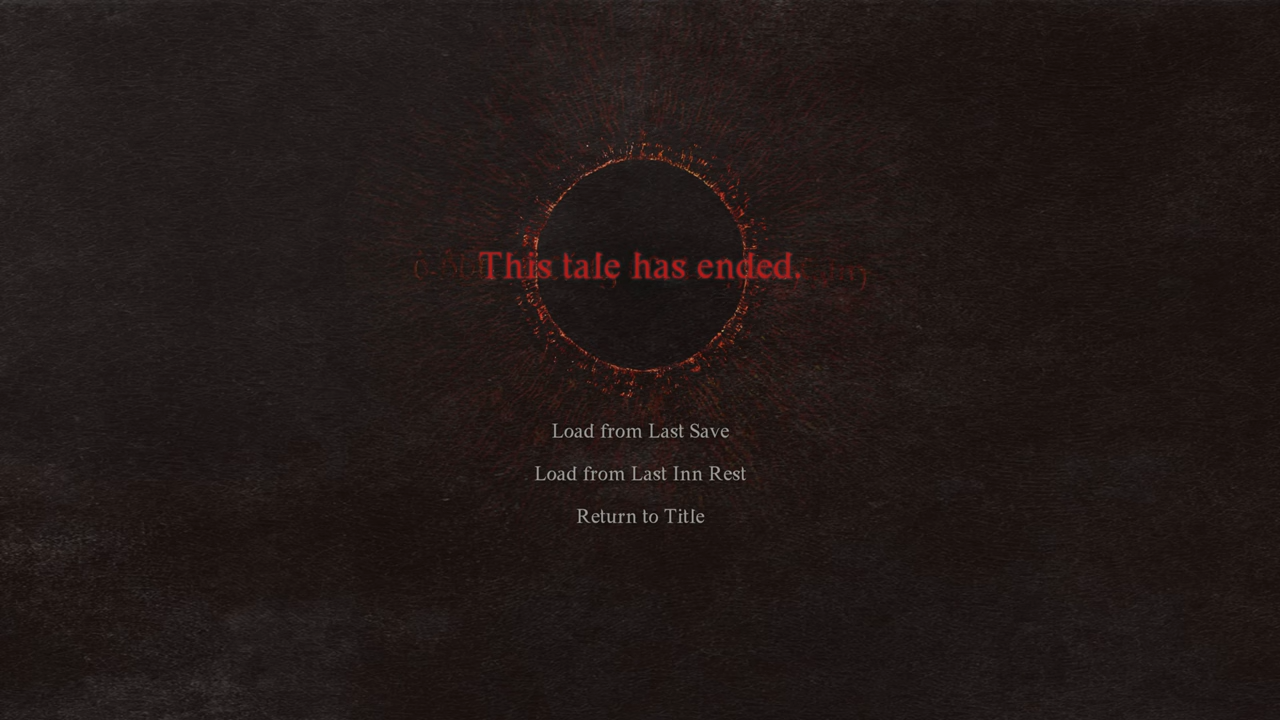 This tale has ended.
Load from Last Save
Load from Last Inn Rest
Return to Title